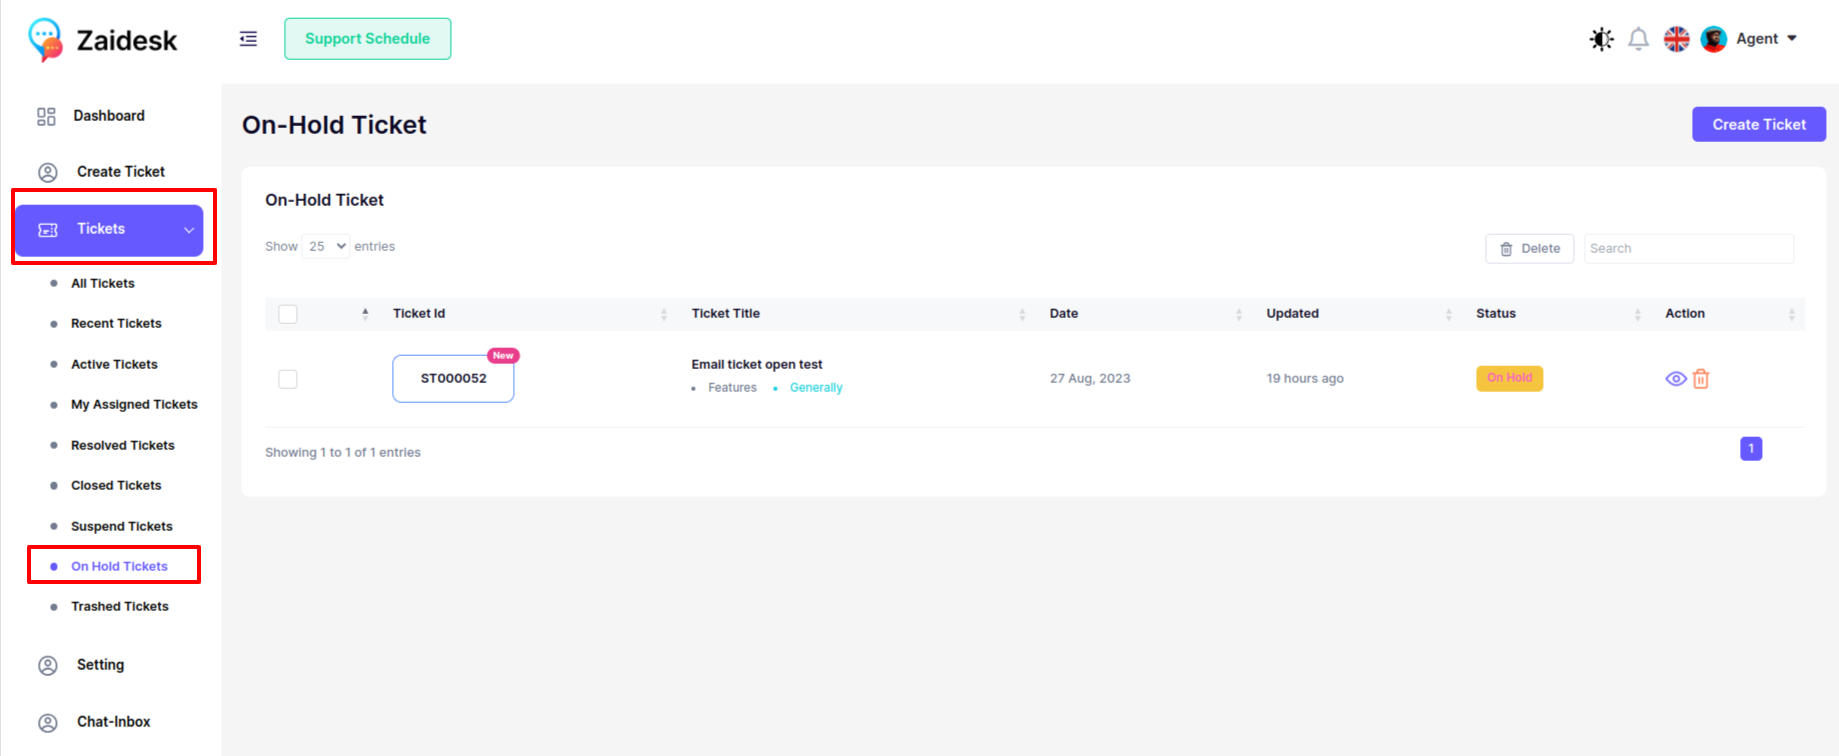 Zaidesk
Support Schedule
Agent
Dashboard
Create Ticket
Tickets
All Tickets
Recent Tickets
Active Tickets
My Assigned Tickets
Resolved Tickets
Closed Tickets
Suspend Tickets
On Hold Tickets
Trashed Tickets
Setting
Chat-Inbox
On-Hold Ticket
Create Ticket
On-Hold Ticket
Show 25 entries
Delete
Search
Ticket Id Ticket Title Date Updated Status Action
New
ST000052
Email ticket open test
Features Generally
27 Aug, 2023
19 hours ago
On Hold
Showing 1 to 1 of 1 entries
1